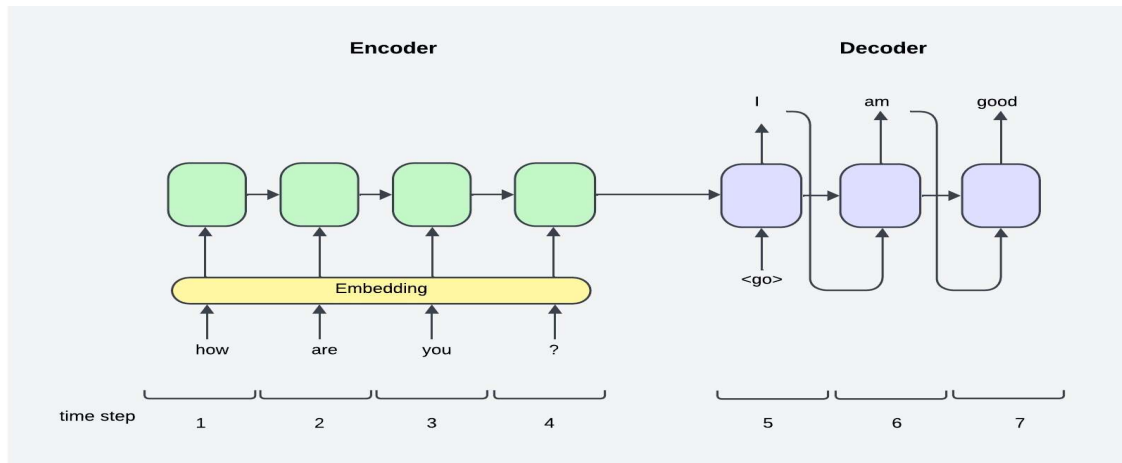 Encoder Decoder
I am good
Embedding
<go>
how are you ?
time step 1 2 3 4 5 6 7